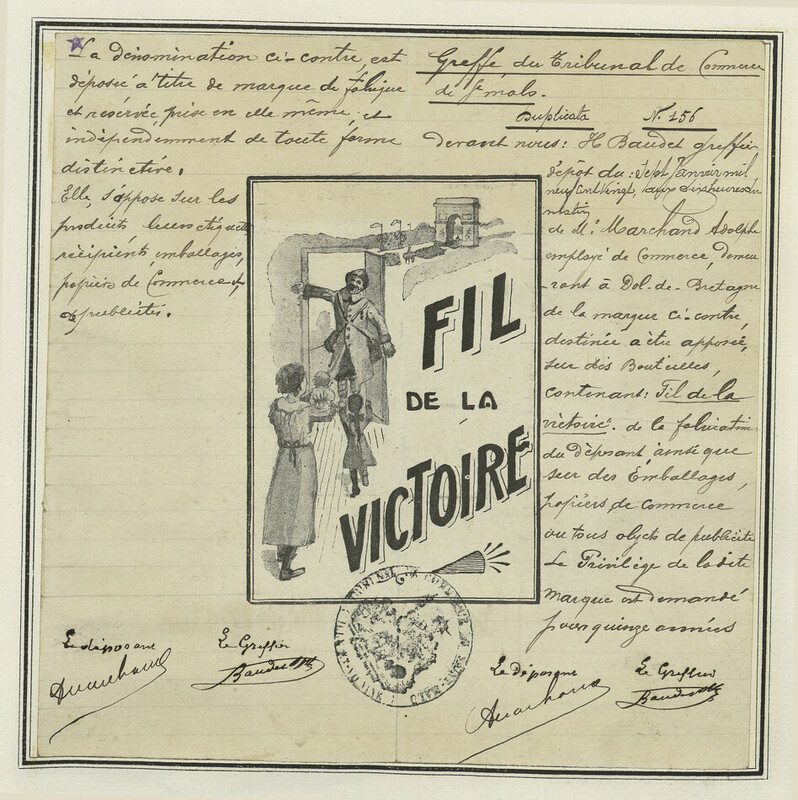 La dénomination ci-contre, est
déposée à titre de marque de fabrique
et reservée, prise en elle même, et
indépendemment de toute forme
distinctive.
Elle, s'appose sur les
produits, leurs étiquettes
récipients, emballages,
papiers de Commerce &
publicités.
Greffe du Tribunal de Commerce
de St malo.
Duplicata N. 156
devant nous: H Baudet greffier
dépôt du: Sept Janvier mil
neuf cent vingt,
matin
de Mr. Marchand Adolphe
employé de Commerce, demeu
-rant à Dol-de-Bretagne
de la marque ci-contre,
destinée a être apposée,
sur des Bouteilles,
contenant: Fil de la
victoire. de la fabrication
du déposant, ainsi que
sur des Emballages,
papiers de commerce
ou tous objets de publicité
Le Privilège de la dite
Marque est demandé
pour quinze années
FIL
DE LA
VICTOIRE
Le déposant
Le Greffier
Le déposant
Le Greffier